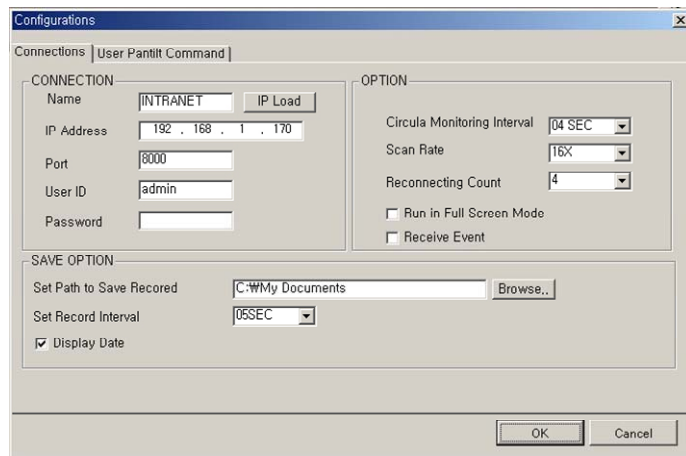 Configurations
Connections
User Pantilt Command
CONNECTION
Name
INTRANET
IP Load
IP Address
192 . 168 . 1 . 170
Port
8000
User ID
admin
Password
OPTION
Circula Monitoring Interval
04 SEC
Scan Rate
16X
Reconnecting Count
4
Run in Full Screen Mode
Receive Event
SAVE OPTION
Set Path to Save Recored
C:₩My Documents
Browse..
Set Record Interval
05SEC
Display Date
OK
Cancel